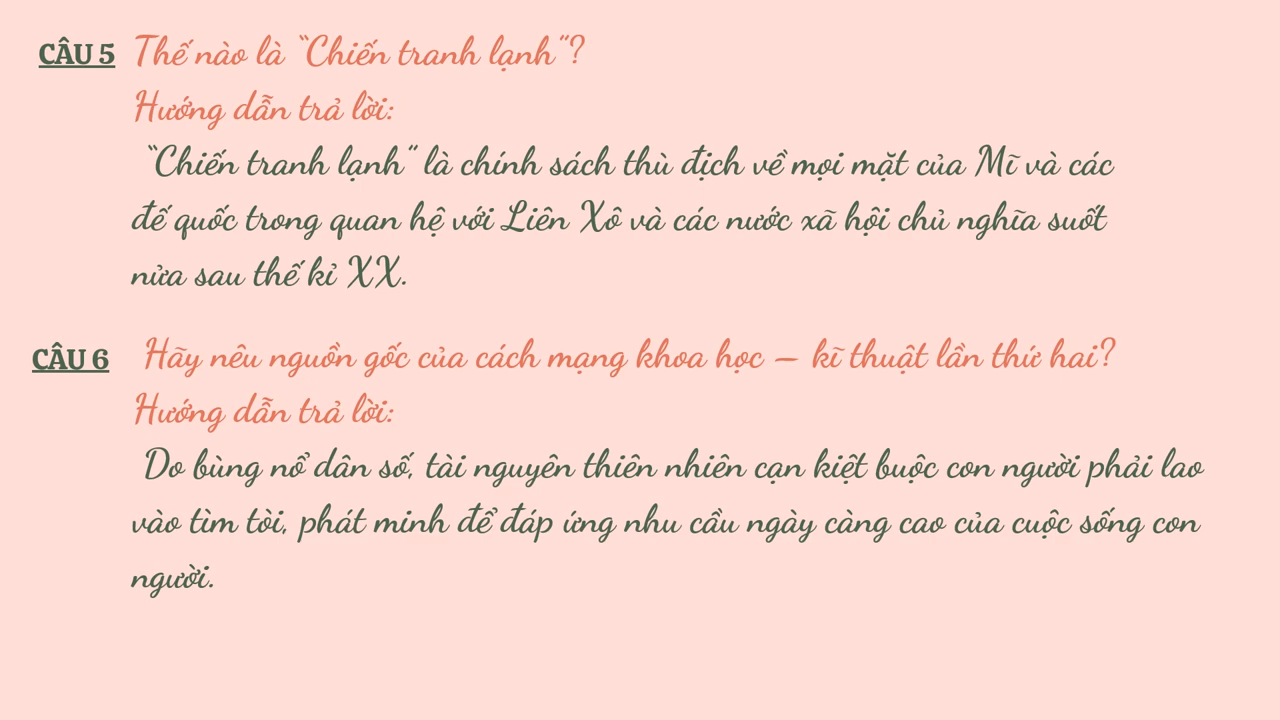 CÂU 5 Thế nào là “Chiến tranh lạnh”?
Hướng dẫn trả lời:
“Chiến tranh lạnh” là chính sách thù địch về mọi mặt của Mĩ và các
đế quốc trong quan hệ với Liên Xô và các nước xã hội chủ nghĩa suốt
nửa sau thế kỉ XX.
CÂU 6 Hãy nêu nguồn gốc của cách mạng khoa học – kĩ thuật lần thứ hai?
Hướng dẫn trả lời:
Do bùng nổ dân số, tài nguyên thiên nhiên cạn kiệt buộc con người phải lao
vào tìm tòi, phát minh để đáp ứng nhu cầu ngày càng cao của cuộc sống con
người.